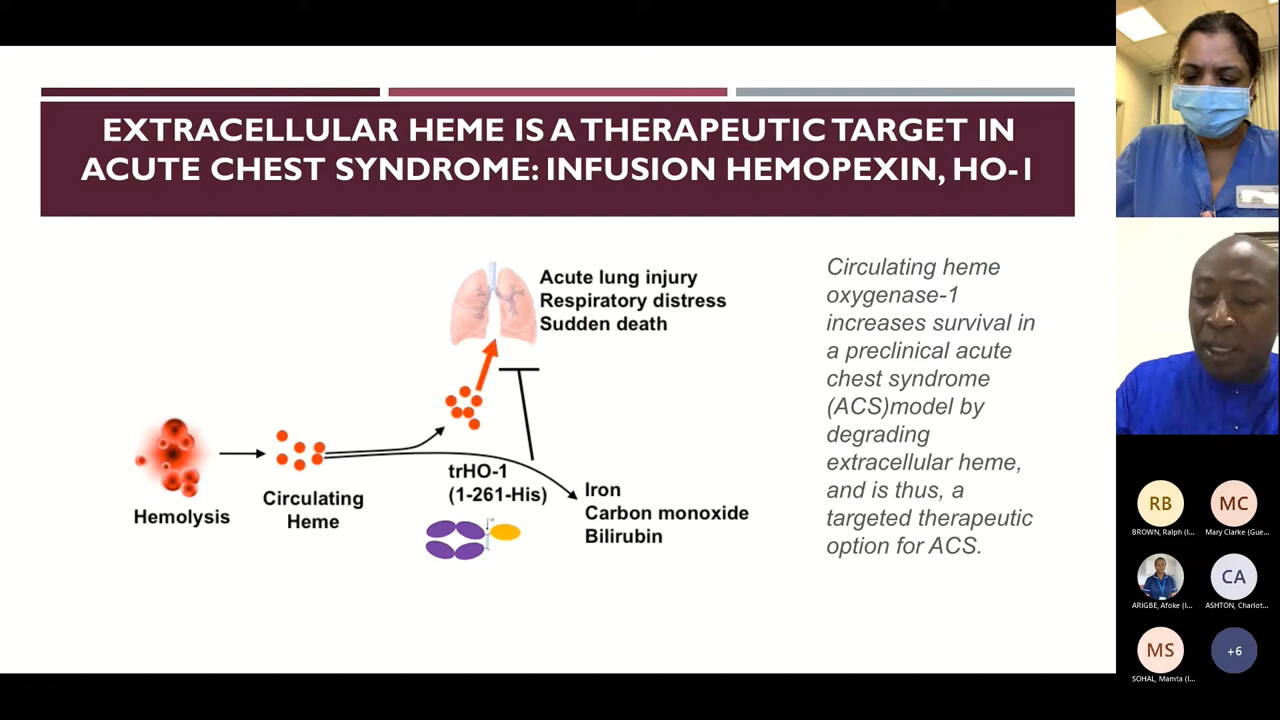 EXTRACELLULAR HEME IS A THERAPEUTIC TARGET IN
ACUTE CHEST SYNDROME: INFUSION HEMOPEXIN, HO-1
Acute lung injury
Respiratory distress
Sudden death
Hemolysis
Circulating
Heme
trHO-1
(1-261-His)
Iron
Carbon monoxide
Bilirubin
Circulating heme
oxygenase-1
increases survival in
a preclinical acute
chest syndrome
(ACS)model by
degrading
extracellular heme,
and is thus, a
targeted therapeutic
option for ACS.
RB
BROWN, Ralph (I...
MC
Mary Clarke (Gue...
ARIGBE, Afoke (I...
CA
ASHTON, Charlot...
MS
SOHAL, Mamta (I...
+6